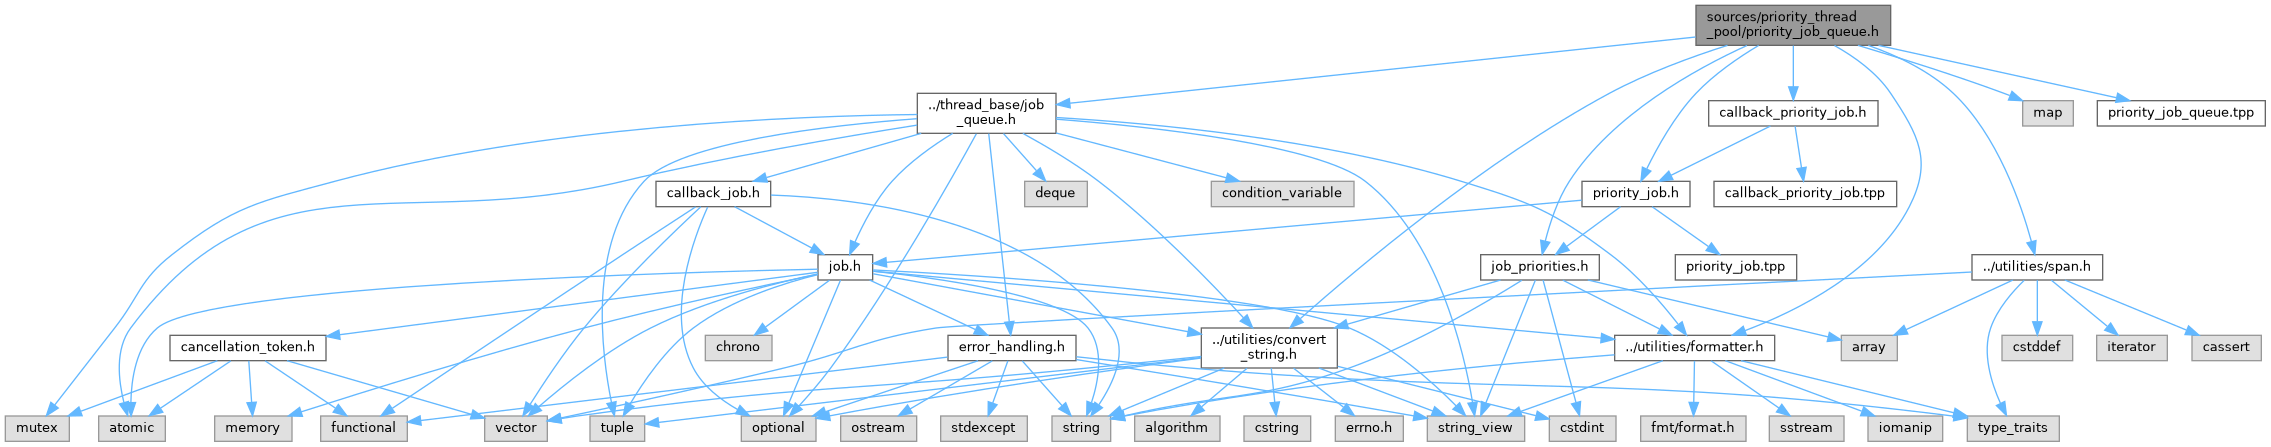 sources/priority_thread
_pool/priority_job_queue.h
../thread_base/job
_queue.h
callback_priority_job.h
map
priority_job_queue.tpp
callback_job.h
deque
condition_variable
priority_job.h
callback_priority_job.tpp
job.h
job_priorities.h
priority_job.tpp
../utilities/span.h
cancellation_token.h
chrono
error_handling.h
../utilities/convert
_string.h
../utilities/formatter.h
array
cstddef
iterator
cassert
mutex
atomic
memory
functional
vector
tuple
optional
ostream
stdexcept
string
algorithm
cstring
errno.h
string_view
cstdint
fmt/format.h
sstream
iomanip
type_traits